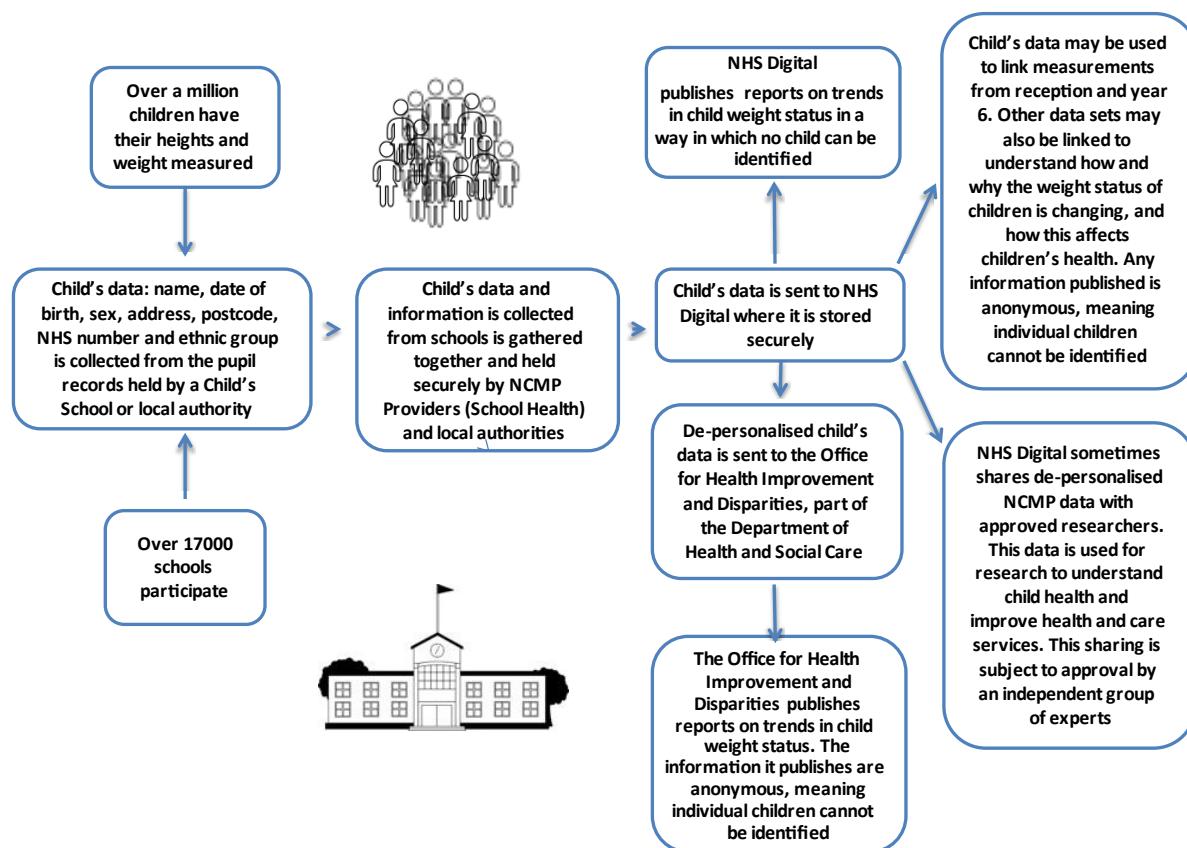 Over a million
children have
their heights and
weight measured
Child's data: name, date of
birth, sex, address, postcode,
NHS number and ethnic group
is collected from the pupil
records held by a Child's
School or local authority
Over 17000
schools
participate
Child's data and
information is collected
from schools is gathered
together and held
securely by NCMP
Providers (School Health)
and local authorities
NHS Digital
publishes reports on trends
in child weight status in a
way in which no child can be
identified
Child's data is sent to NHS
Digital where it is stored
securely
De-personalised child's
data is sent to the Office
for Health Improvement
and Disparities, part of
the Department of
Health and Social Care
The Office for Health
Improvement and
Disparities publishes
reports on trends in child
weight status. The
information it publishes are
anonymous, meaning
individual children cannot
be identified
Child's data may be used
to link measurements
from reception and year
6. Other data sets may
also be linked to
understand how and
why the weight status of
children is changing, and
how this affects
children's health. Any
information published is
anonymous, meaning
individual children
cannot be identified
NHS Digital sometimes
shares de-personalised
NCMP data with
approved researchers.
This data is used for
research to understand
child health and
improve health and care
services. This sharing is
subject to approval by
an independent group
of experts